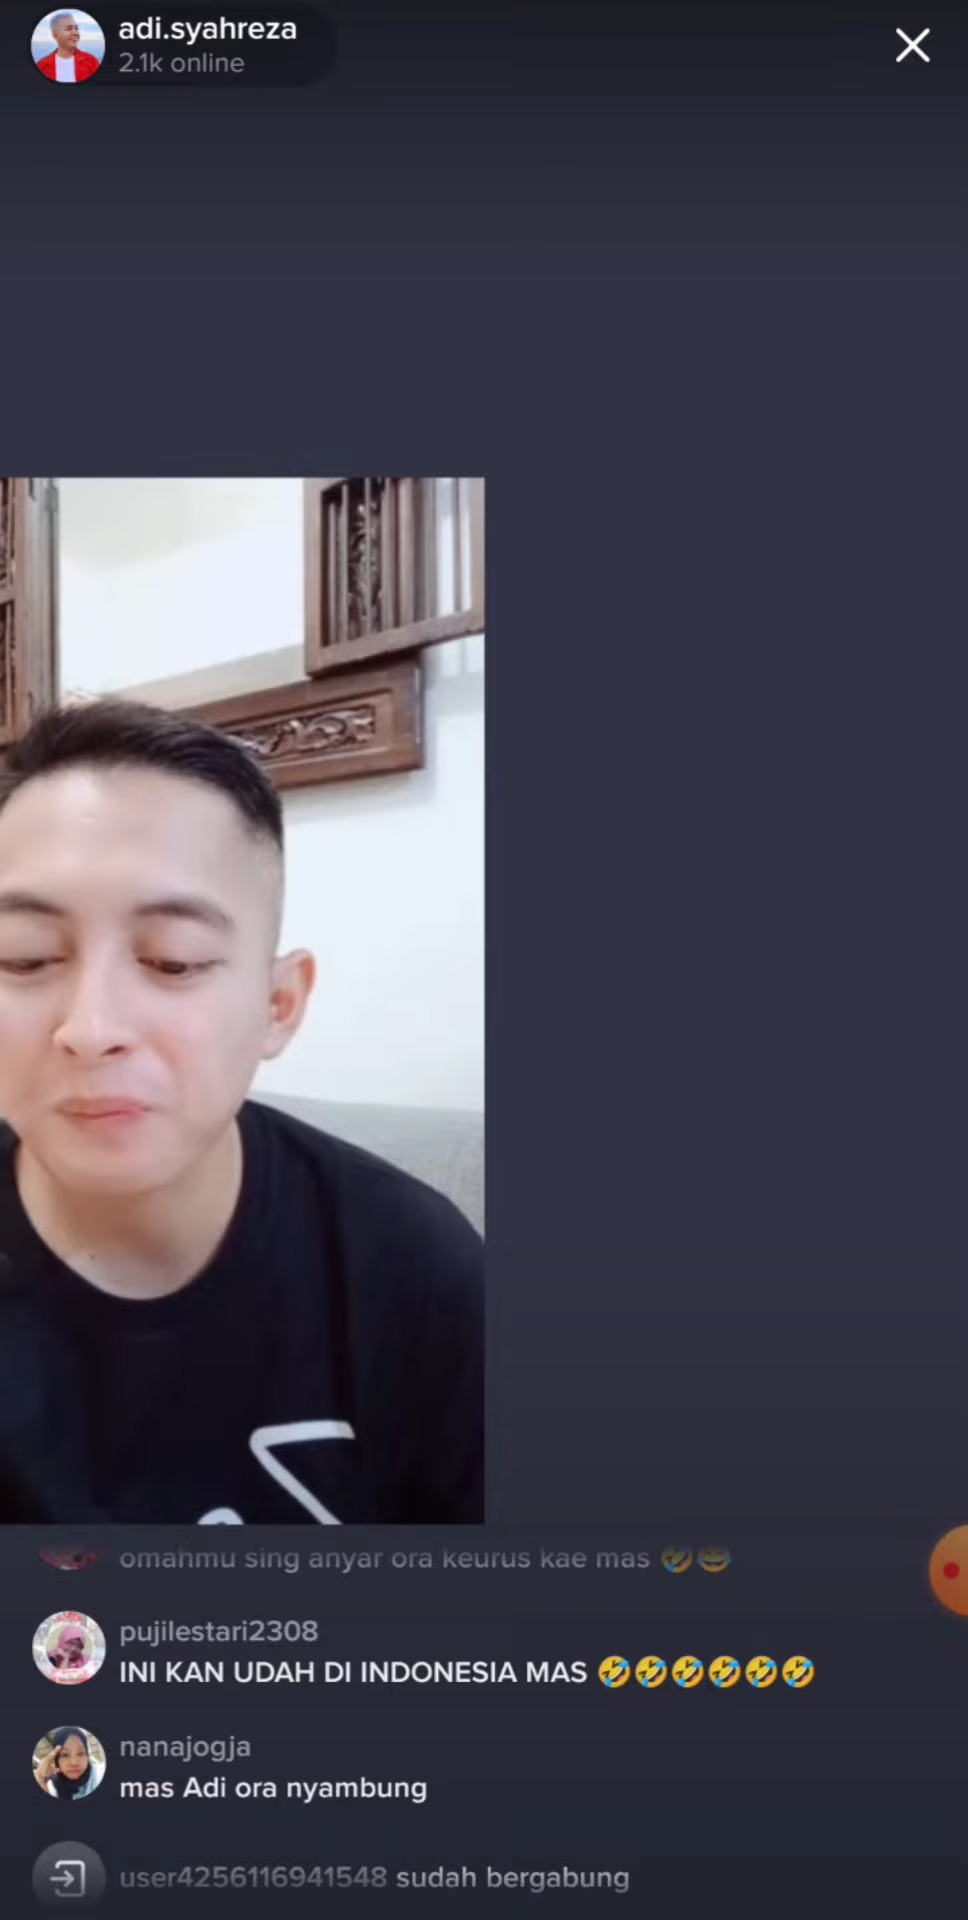 adi.syahreza
2.1k online
omahmu sing anyar ora keurus kae mas 🤣😂
pujilestari2308
INI KAN UDAH DI INDONESIA MAS 🤣🤣🤣🤣🤣🤣
nanajogja
mas Adi ora nyambung
user4256116941548 sudah bergabung